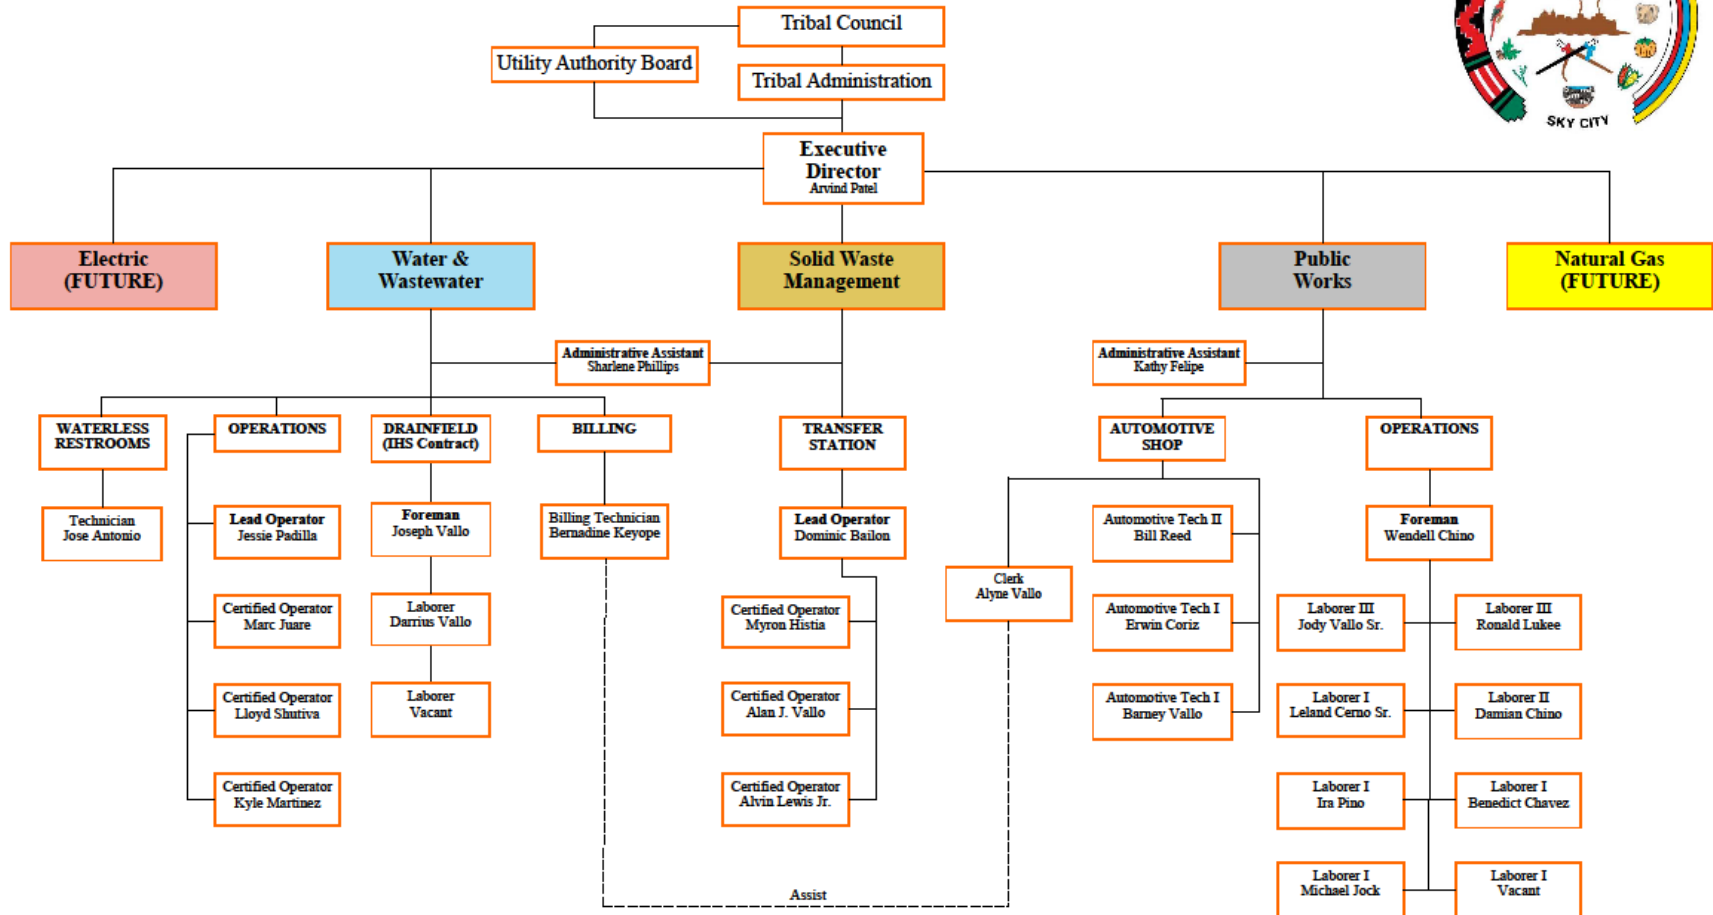 Tribal Council
Utility Authority Board
Tribal Administration
SKY CITY
Executive
Director
Arvind Patel
Electric
(FUTURE)
Water &
Wastewater
Solid Waste
Management
Public
Works
Natural Gas
(FUTURE)
Administrative Assistant
Sharlene Phillips
Administrative Assistant
Kathy Felipe
WATERLESS
RESTROOMS
OPERATIONS
DRAINFIELD
(IHS Contract)
BILLING
TRANSFER
STATION
AUTOMOTIVE
SHOP
OPERATIONS
Technician
Jose Antonio
Lead Operator
Jessie Padilla
Foreman
Joseph Vallo
Billing Technician
Bernadine Keyope
Lead Operator
Dominic Bailon
Automotive Tech II
Bill Reed
Foreman
Wendell Chino
Clerk
Alyne Vallo
Certified Operator
Marc Juare
Laborer
Darrius Vallo
Certified Operator
Myron Histia
Automotive Tech I
Erwin Coriz
Laborer III
Jody Vallo Sr.
Laborer III
Ronald Lukee
Certified Operator
Lloyd Shutiva
Laborer
Vacant
Certified Operator
Alan J. Vallo
Automotive Tech I
Barney Vallo
Laborer I
Leland Cerno Sr.
Laborer II
Damian Chino
Certified Operator
Kyle Martinez
Certified Operator
Alvin Lewis Jr.
Laborer I
Ira Pino
Laborer I
Benedict Chavez
Laborer I
Michael Jock
Laborer I
Vacant
Assist